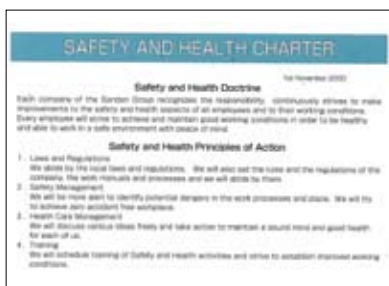 SAFETY AND HEALTH CHARTER
1st November 2000
Safety and Health Doctrine
Each company of the Sanden Group recognizes the responsibility, continuously strives to make
improvements to the safety and health aspects of all employees and to their working conditions.
Every employee will strive to achieve and maintain good working conditions in order to be healthy
and able to work in a safe environment with peace of mind.
Safety and Health Principles of Action
1. Laws and Regulations
We abide by the local laws and regulations. We will also set the rules and the regulations of the
company, the work manuals and processes and we will abide by them.
2. Safety Management
We will be more alert to identify potential dangers in the work processes and place. We will try
to achieve zero accident free workplace.
3. Health Care Management
We will discuss various ideas freely and take action to maintain a sound mind and good health
for each of us.
4. Training
We will schedule training of Safety and Health activities and strive to establish improved working
conditions.